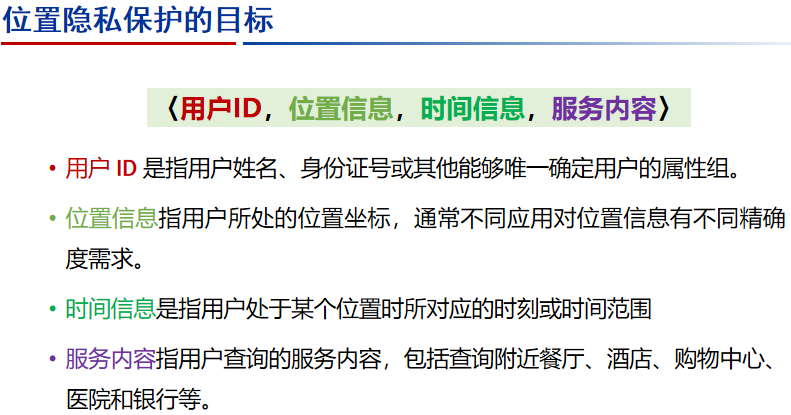 位置隐私保护的目标
〈用户ID，位置信息，时间信息，服务内容〉
• 用户 ID 是指用户姓名、身份证号或其他能够唯一确定用户的属性组。
• 位置信息指用户所处的位置坐标，通常不同应用对位置信息有不同精确
度需求。
• 时间信息是指用户处于某个位置时所对应的时刻或时间范围
• 服务内容指用户查询的服务内容，包括查询附近餐厅、酒店、购物中心、
医院和银行等。